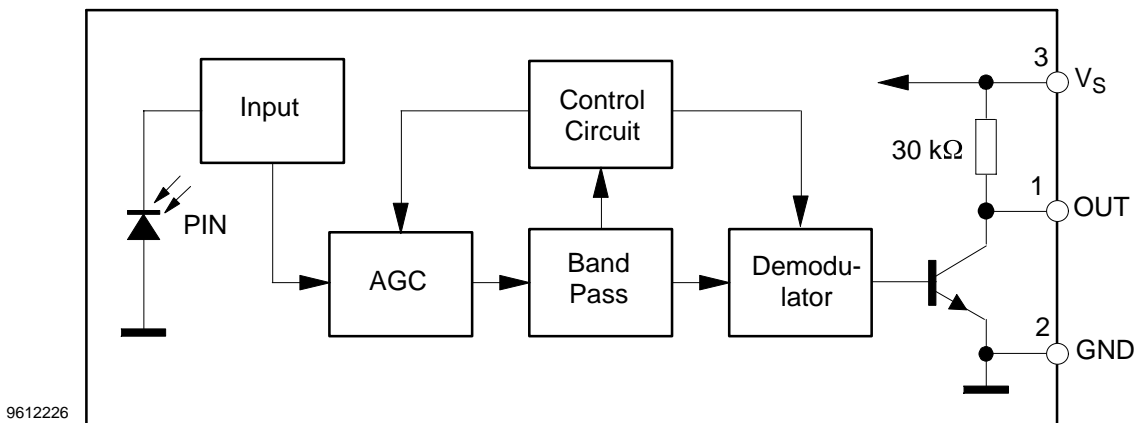 Input
PIN
AGC
Control
Circuit
Band
Pass
Demodu-
lator
30 kΩ
3
VS
1
OUT
2
GND
9612226